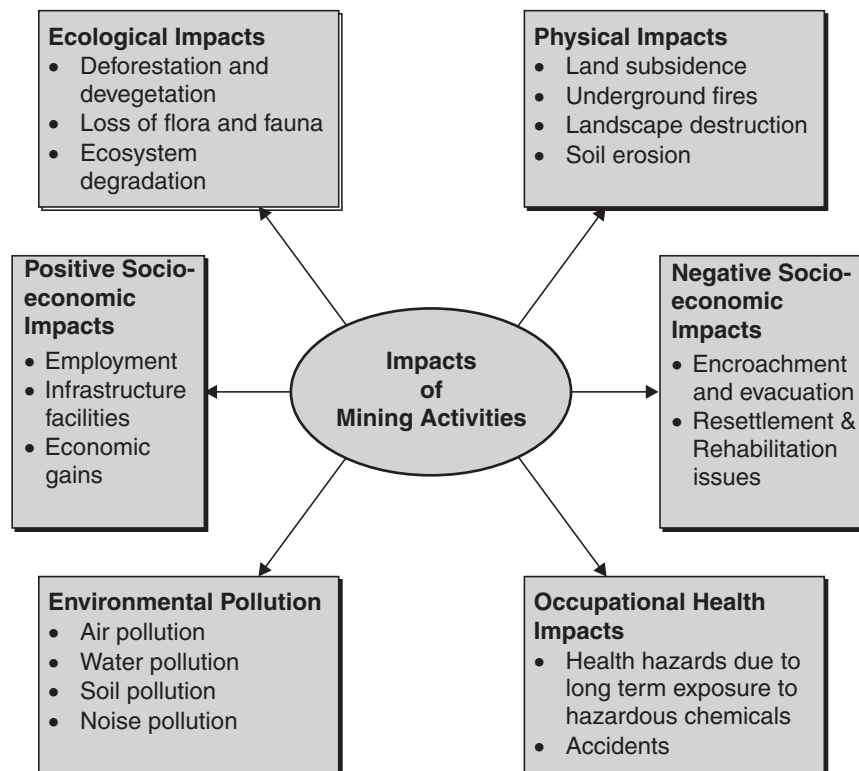 Ecological Impacts
• Deforestation and
devegetation
• Loss of flora and fauna
• Ecosystem
degradation
Physical Impacts
• Land subsidence
• Underground fires
• Landscape destruction
• Soil erosion
Positive Socio-
economic
Impacts
• Employment
• Infrastructure
facilities
• Economic
gains
Impacts
of
Mining Activities
Negative Socio-
economic
Impacts
• Encroachment
and evacuation
• Resettlement &
Rehabilitation
issues
Environmental Pollution
• Air pollution
• Water pollution
• Soil pollution
• Noise pollution
Occupational Health
Impacts
• Health hazards due to
long term exposure to
hazardous chemicals
• Accidents